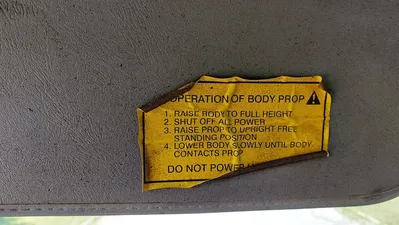 OPERATION OF BODY PROP
1. RAISE BODY TO FULL HEIGHT
2. SHUT OFF ALL POWER
3. RAISE PROP TO UPRIGHT FREE
STANDING POSITION
4. LOWER BODY SLOWLY UNTIL BODY
CONTACTS PROP
DO NOT POWER